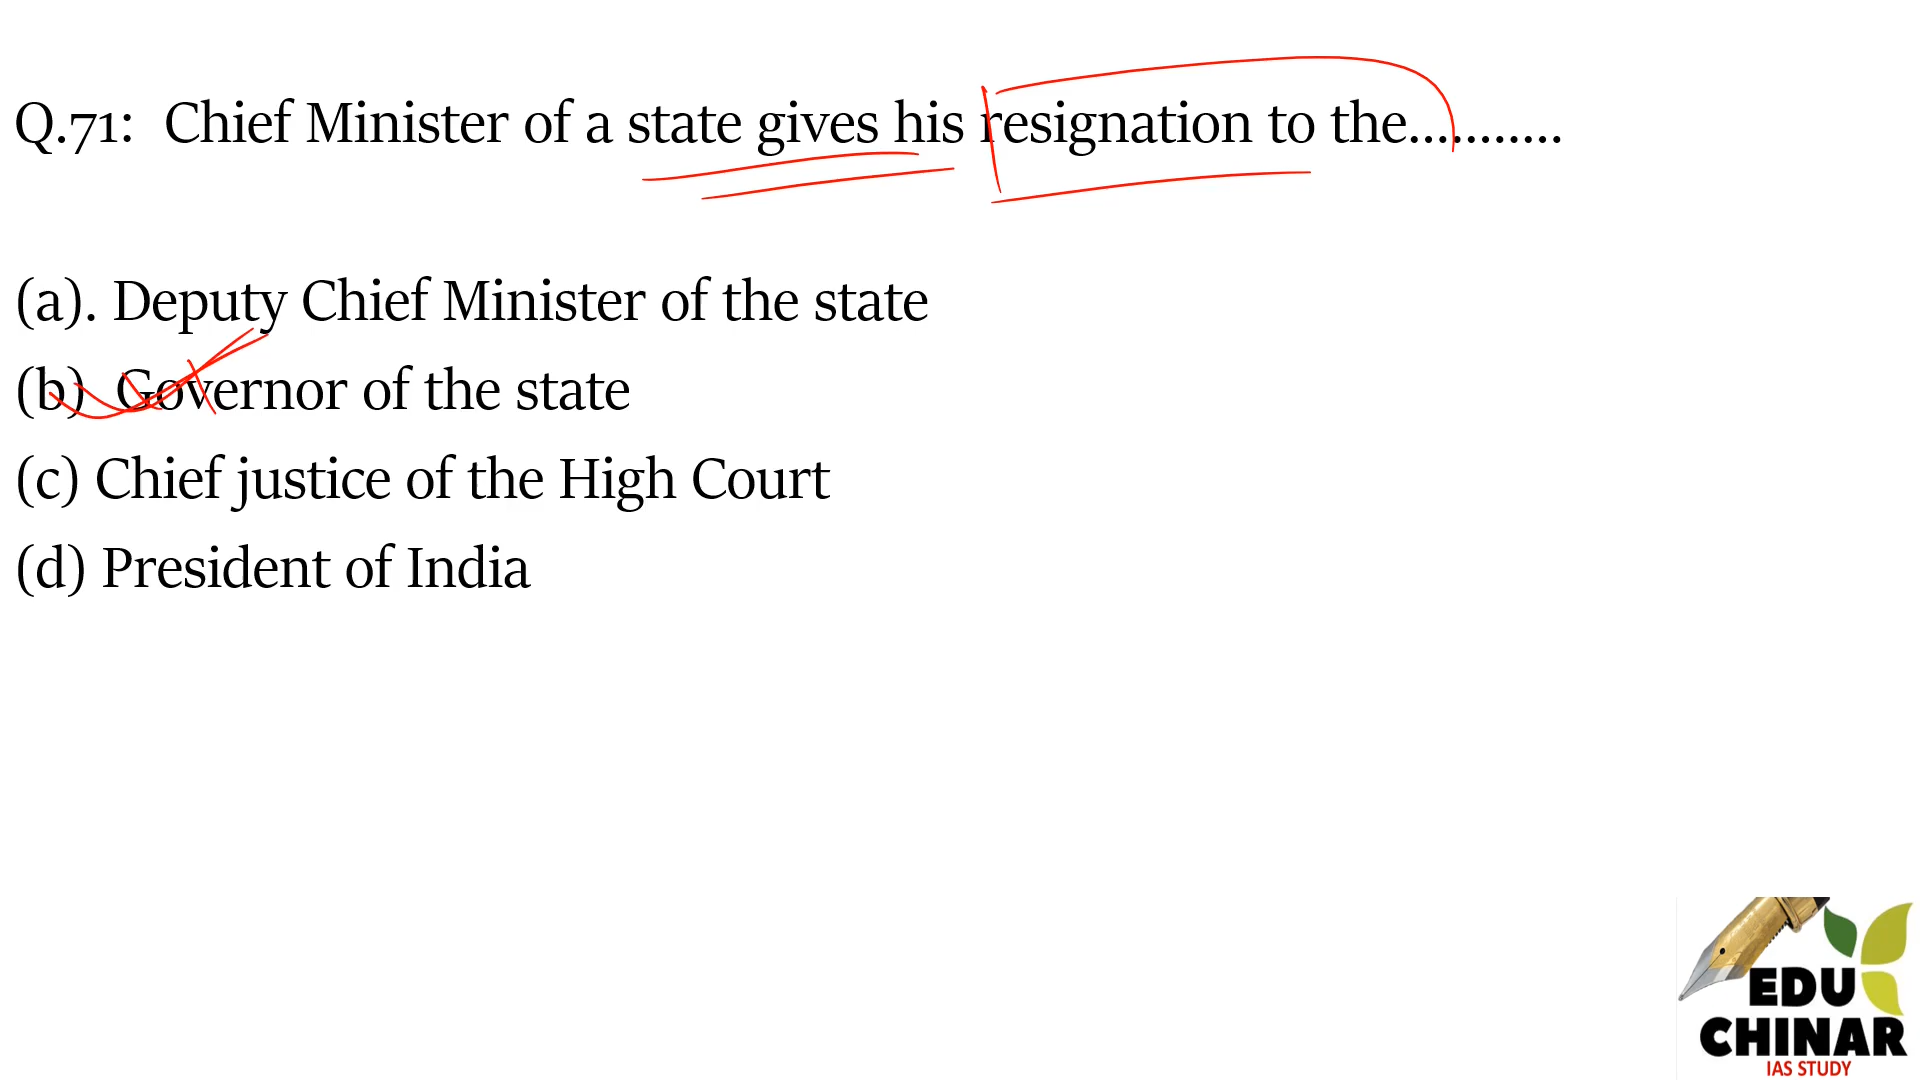 Q.71: Chief Minister of a state gives his resignation to the...........
(a). Deputy Chief Minister of the state
(b) Governor of the state
(c) Chief justice of the High Court
(d) President of India
EDU
CHINAR
IAS STUDY